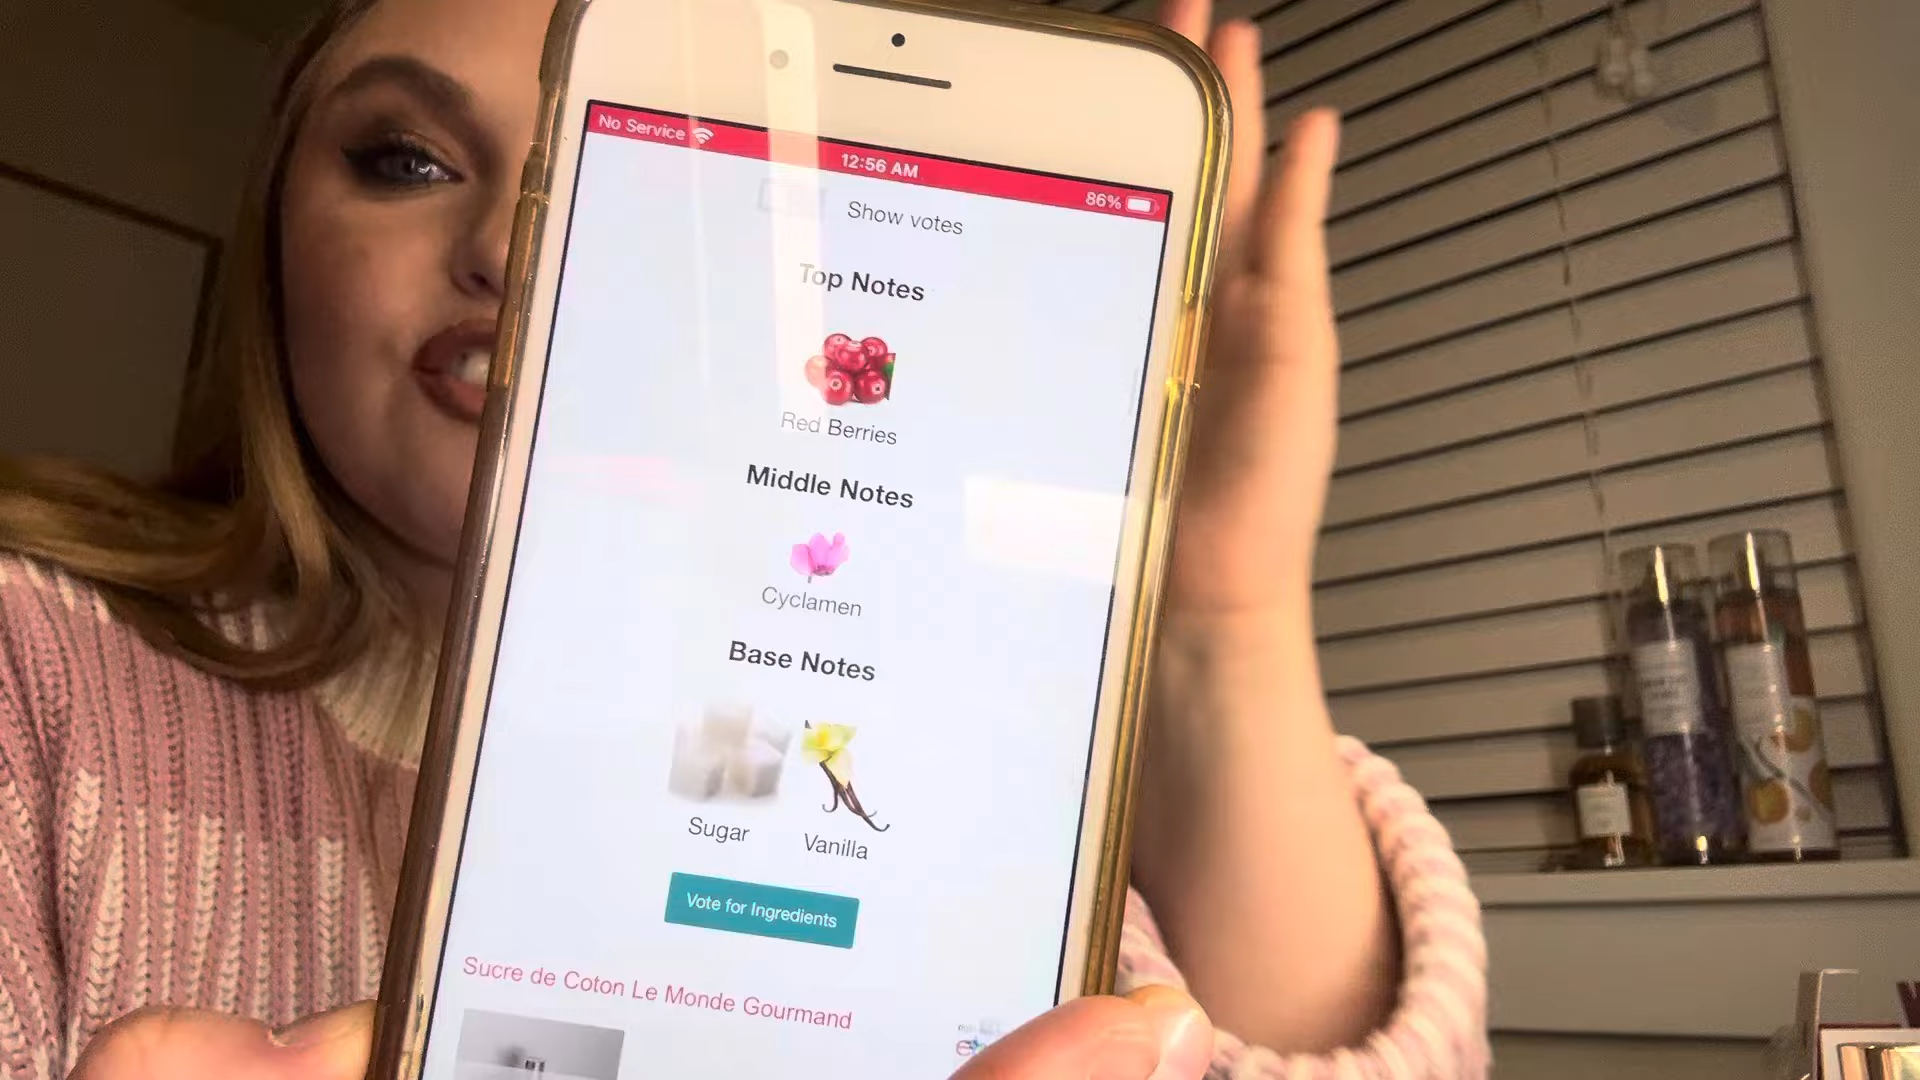 No Service
12:56 AM
86%
Show votes
Top Notes
Red Berries
Middle Notes
Cyclamen
Base Notes
Sugar
Vanilla
Vote for Ingredients
Sucre de Coton Le Monde Gourmand